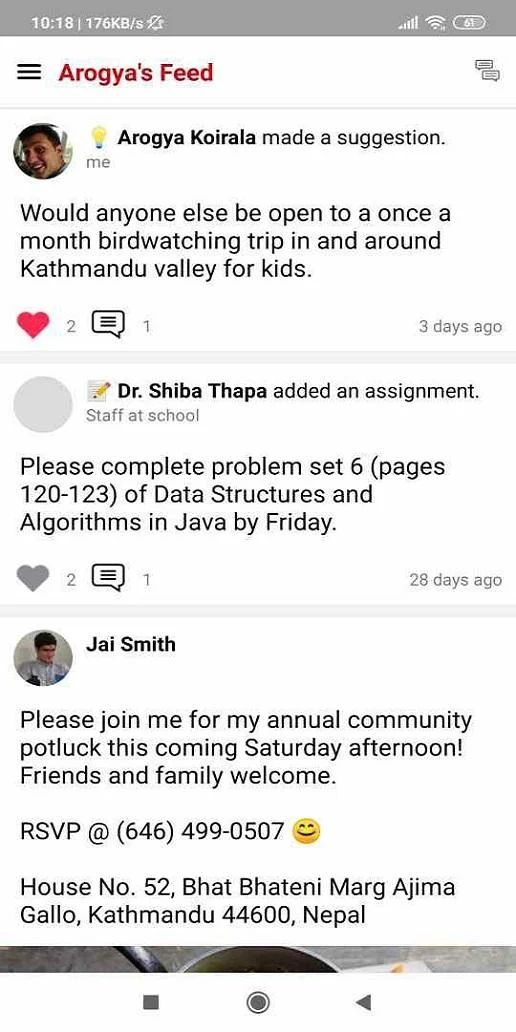 10:18 | 176KB/s
61
Arogya's Feed
Arogya Koirala made a suggestion.
me
Would anyone else be open to a once a
month birdwatching trip in and around
Kathmandu valley for kids.
2 1 3 days ago
Dr. Shiba Thapa added an assignment.
Staff at school
Please complete problem set 6 (pages
120-123) of Data Structures and
Algorithms in Java by Friday.
2 1 28 days ago
Jai Smith
Please join me for my annual community
potluck this coming Saturday afternoon!
Friends and family welcome.
RSVP @ (646) 499-0507 😊
House No. 52, Bhat Bhateni Marg Ajima
Gallo, Kathmandu 44600, Nepal